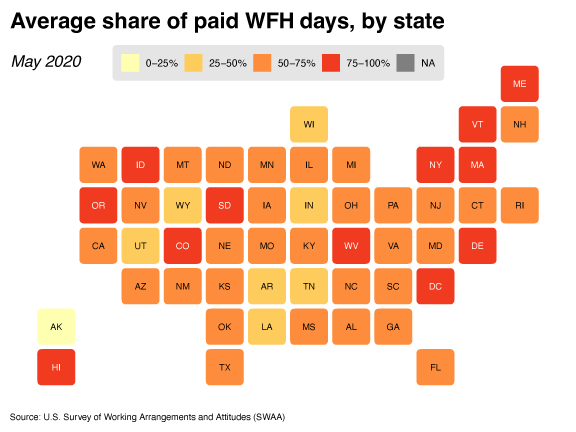 Average share of paid WFH days, by state
May 2020
0–25% 25–50% 50–75% 75–100% NA
ME
WI VT NH
WA ID MT ND MN IL MI NY MA
OR NV WY SD IA IN OH PA NJ CT RI
CA UT CO NE MO KY WV VA MD DE
AZ NM KS AR TN NC SC DC
AK OK LA MS AL GA
HI TX FL
Source: U.S. Survey of Working Arrangements and Attitudes (SWAA)